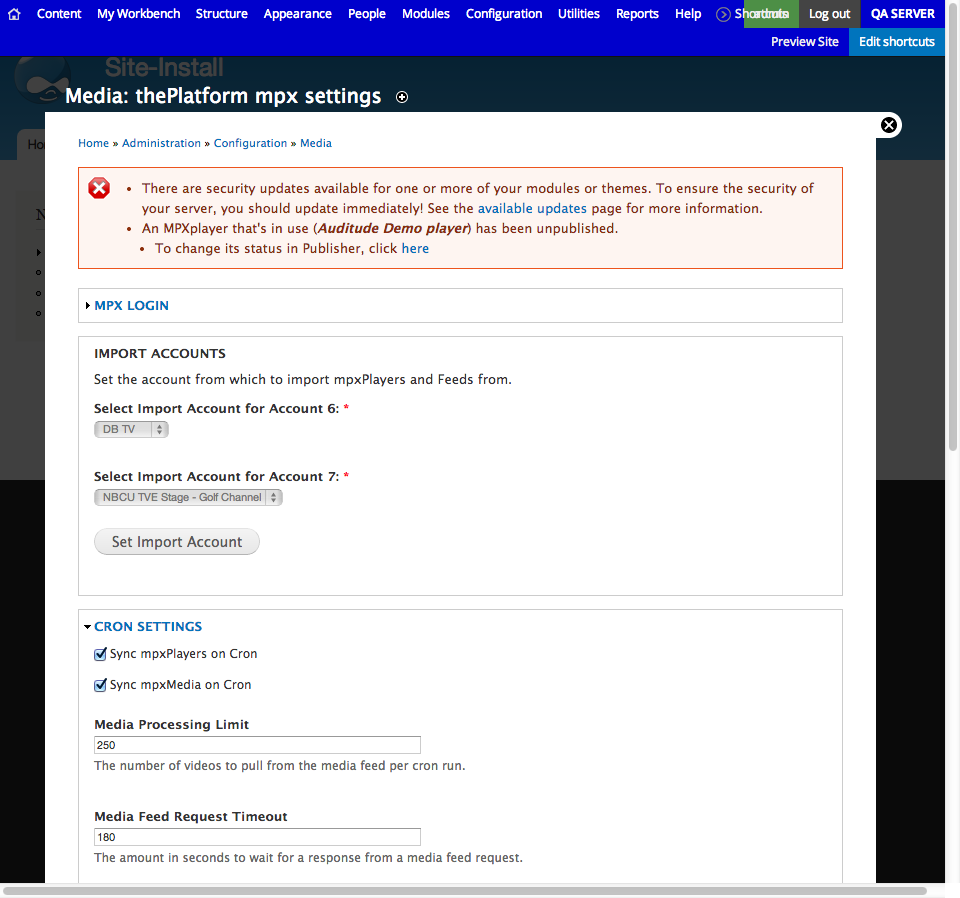 Content My Workbench Structure Appearance People Modules Configuration Utilities Reports Help Shortcuts Log out QA SERVER
Preview Site Edit shortcuts
Site-Install
Media: thePlatform mpx settings
Ho
Home » Administration » Configuration » Media
N
There are security updates available for one or more of your modules or themes. To ensure the security of
your server, you should update immediately! See the available updates page for more information.
An MPXplayer that's in use (Auditude Demo player) has been unpublished.
To change its status in Publisher, click here
MPX LOGIN
IMPORT ACCOUNTS
Set the account from which to import mpxPlayers and Feeds from.
Select Import Account for Account 6: *
DB TV
Select Import Account for Account 7: *
NBCU TVE Stage - Golf Channel
Set Import Account
CRON SETTINGS
Sync mpxPlayers on Cron
Sync mpxMedia on Cron
Media Processing Limit
250
The number of videos to pull from the media feed per cron run.
Media Feed Request Timeout
180
The amount in seconds to wait for a response from a media feed request.